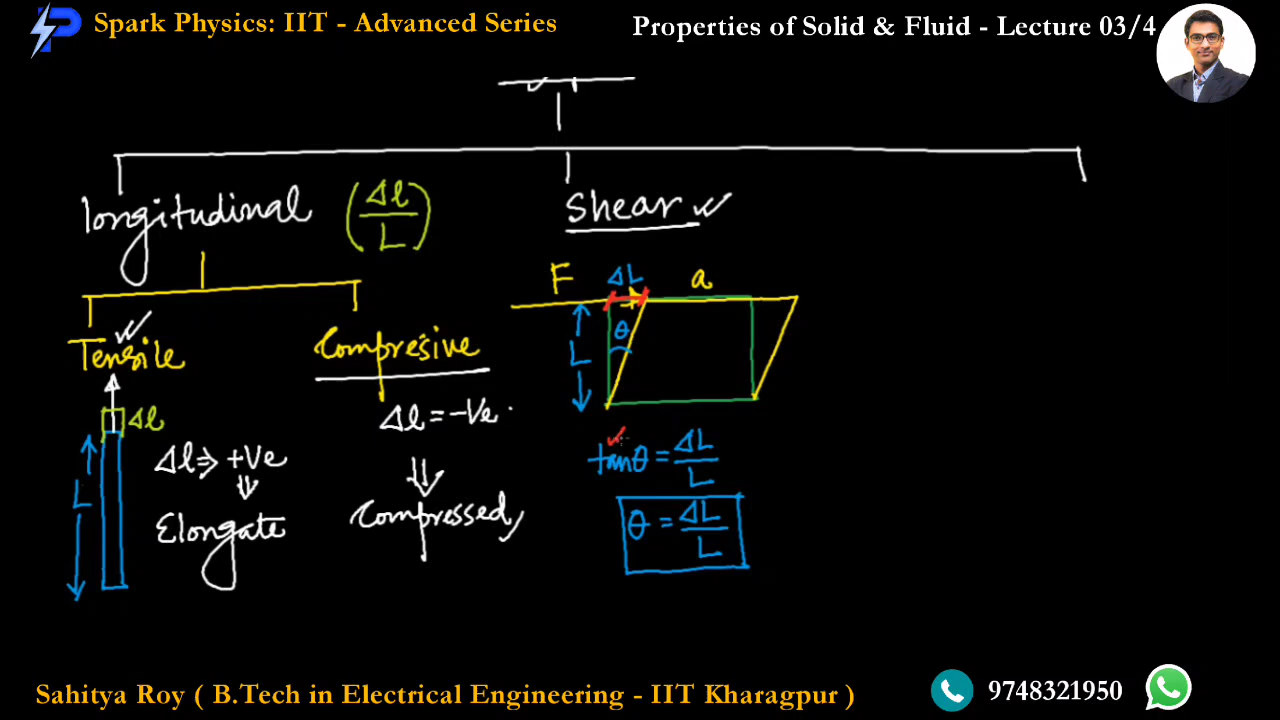 Spark Physics: IIT - Advanced Series
Properties of Solid & Fluid - Lecture 03/4
longitudinal (Δl/L)
Shear
Tensile
Compresive
F
ΔL
a
L
θ
Δl
L
Δl ⇒ +Ve
⇓
Elongate
Δl = -Ve
⇓
Compressed,
tanθ = ΔL/L
θ = ΔL/L
Sahitya Roy ( B.Tech in Electrical Engineering - IIT Kharagpur )
9748321950